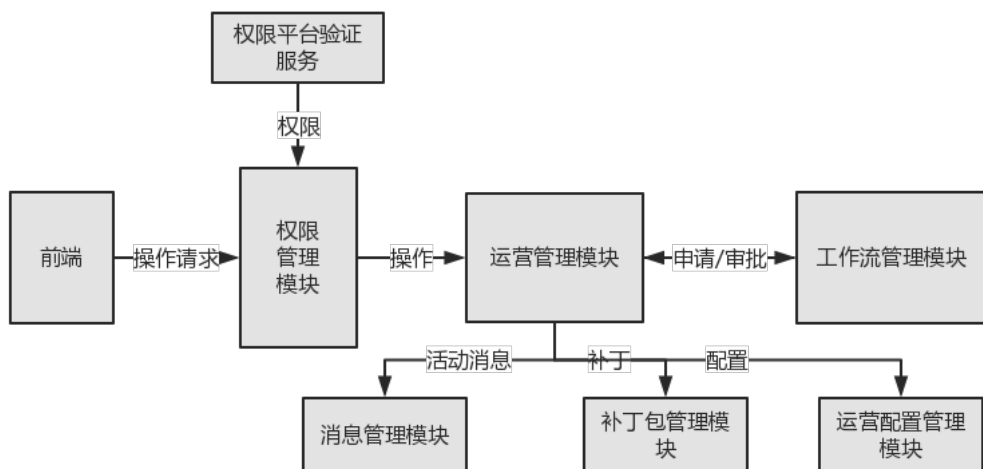 权限平台验证
服务
权限
前端
操作请求
权限
管理
模块
操作
运营管理模块
申请/审批
工作流管理模块
活动消息
补丁
配置
消息管理模块
补丁包管理模
块
运营配置管理
模块